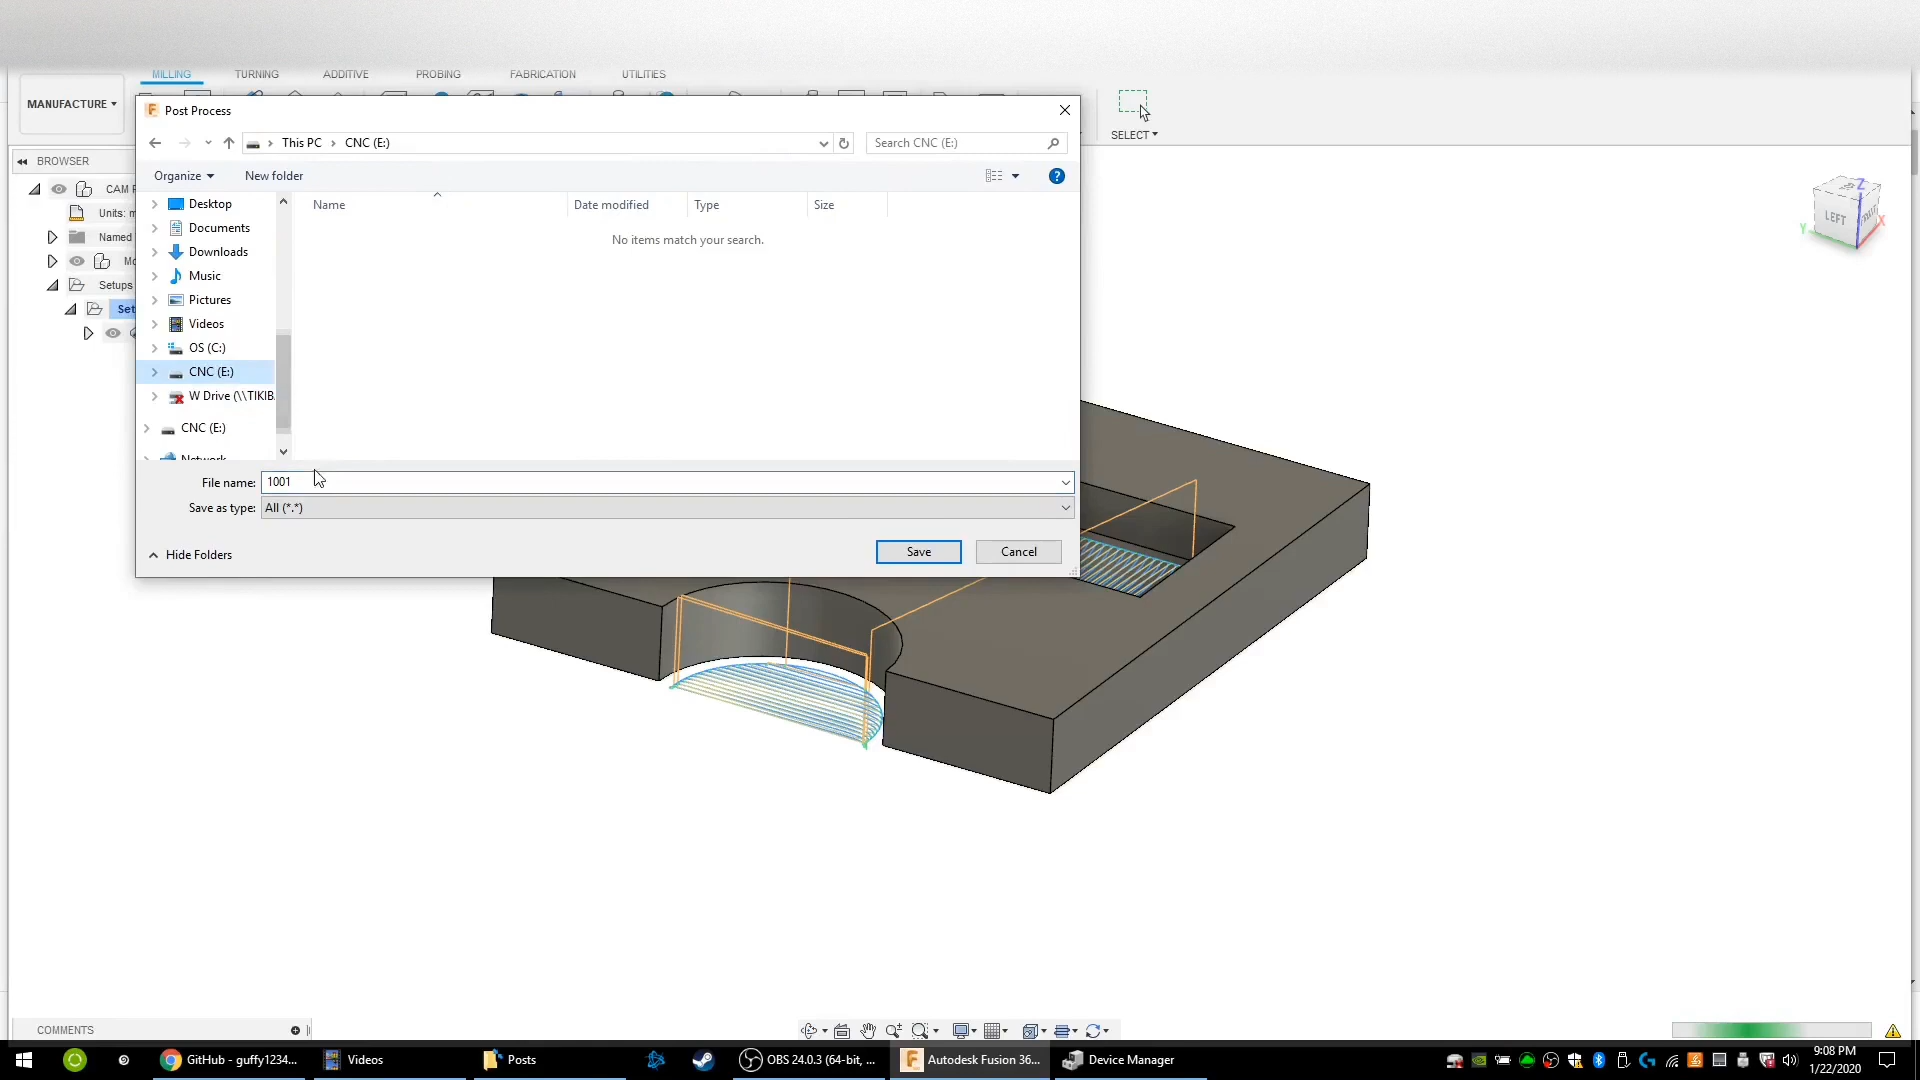 MILLING
TURNING
ADDITIVE
PROBING
FABRICATION
UTILITIES
MANUFACTURE
Post Process
This PC
CNC (E:)
Search CNC (E:)
SELECT
Organize
New folder
BROWSER
Name
Date modified
Type
Size
No items match your search.
CAM
Units:
Named
Setups
Desktop
Documents
Downloads
Music
Pictures
Videos
OS (C:)
CNC (E:)
W Drive (\\TIKIB
CNC (E:)
Network
File name: 1001
Save as type: All (*.*)
Hide Folders
Save
Cancel
Z
LEFT
FRONT
Y
X
COMMENTS
GitHub - guffy1234...
Videos
Posts
OBS 24.0.3 (64-bit, ...
Autodesk Fusion 36...
Device Manager
9:08 PM
1/22/2020